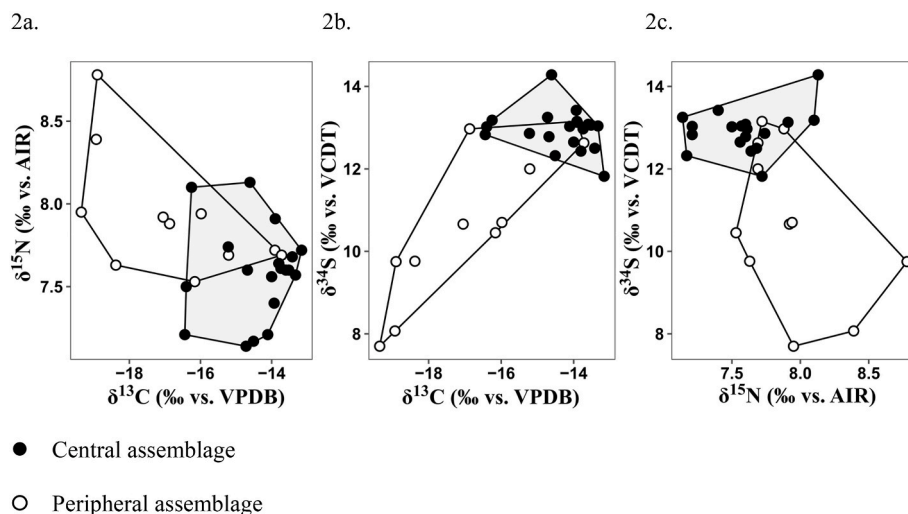 2a.
2b.
2c.
8.5
8.0
7.5
δ¹⁵N (‰ vs. AIR)
−18
−16
−14
δ¹³C (‰ vs. VPDB)
14
12
10
8
δ³⁴S (‰ vs. VCDT)
−18
−16
−14
δ¹³C (‰ vs. VPDB)
14
12
10
8
δ³⁴S (‰ vs. VCDT)
7.5
8.0
8.5
δ¹⁵N (‰ vs. AIR)
Central assemblage
Peripheral assemblage